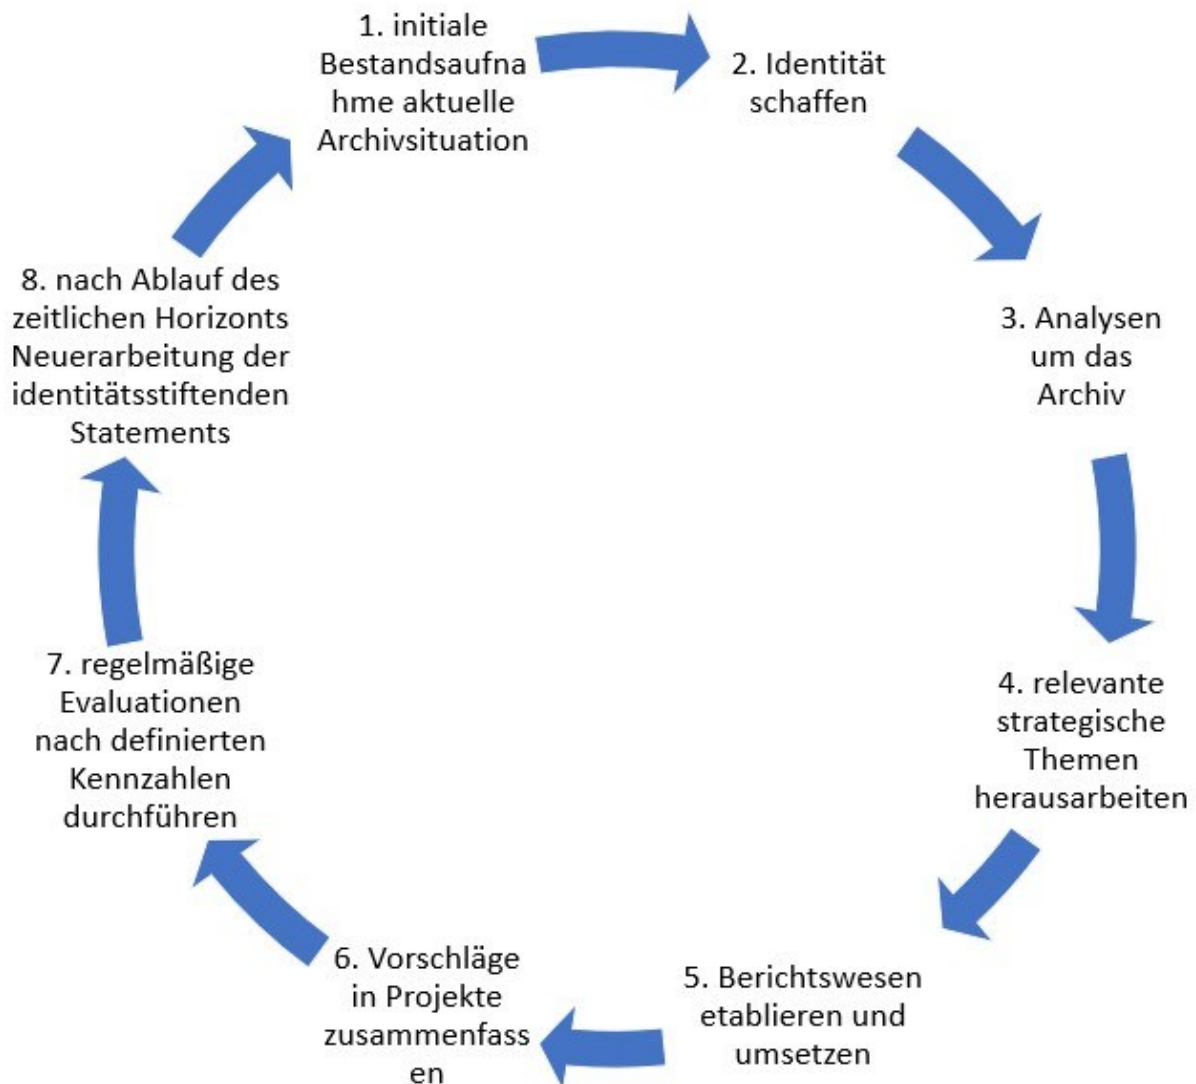 1. initiale
Bestandsaufna
hme aktuelle
Archivsituation
2. Identität
schaffen
3. Analysen
um das
Archiv
4. relevante
strategische
Themen
herausarbeiten
5. Berichtswesen
etablieren und
umsetzen
6. Vorschläge
in Projekte
zusammenfass
en
7. regelmäßige
Evaluationen
nach definierten
Kennzahlen
durchführen
8. nach Ablauf des
zeitlichen Horizonts
Neuerarbeitung der
identitätsstiftenden
Statements